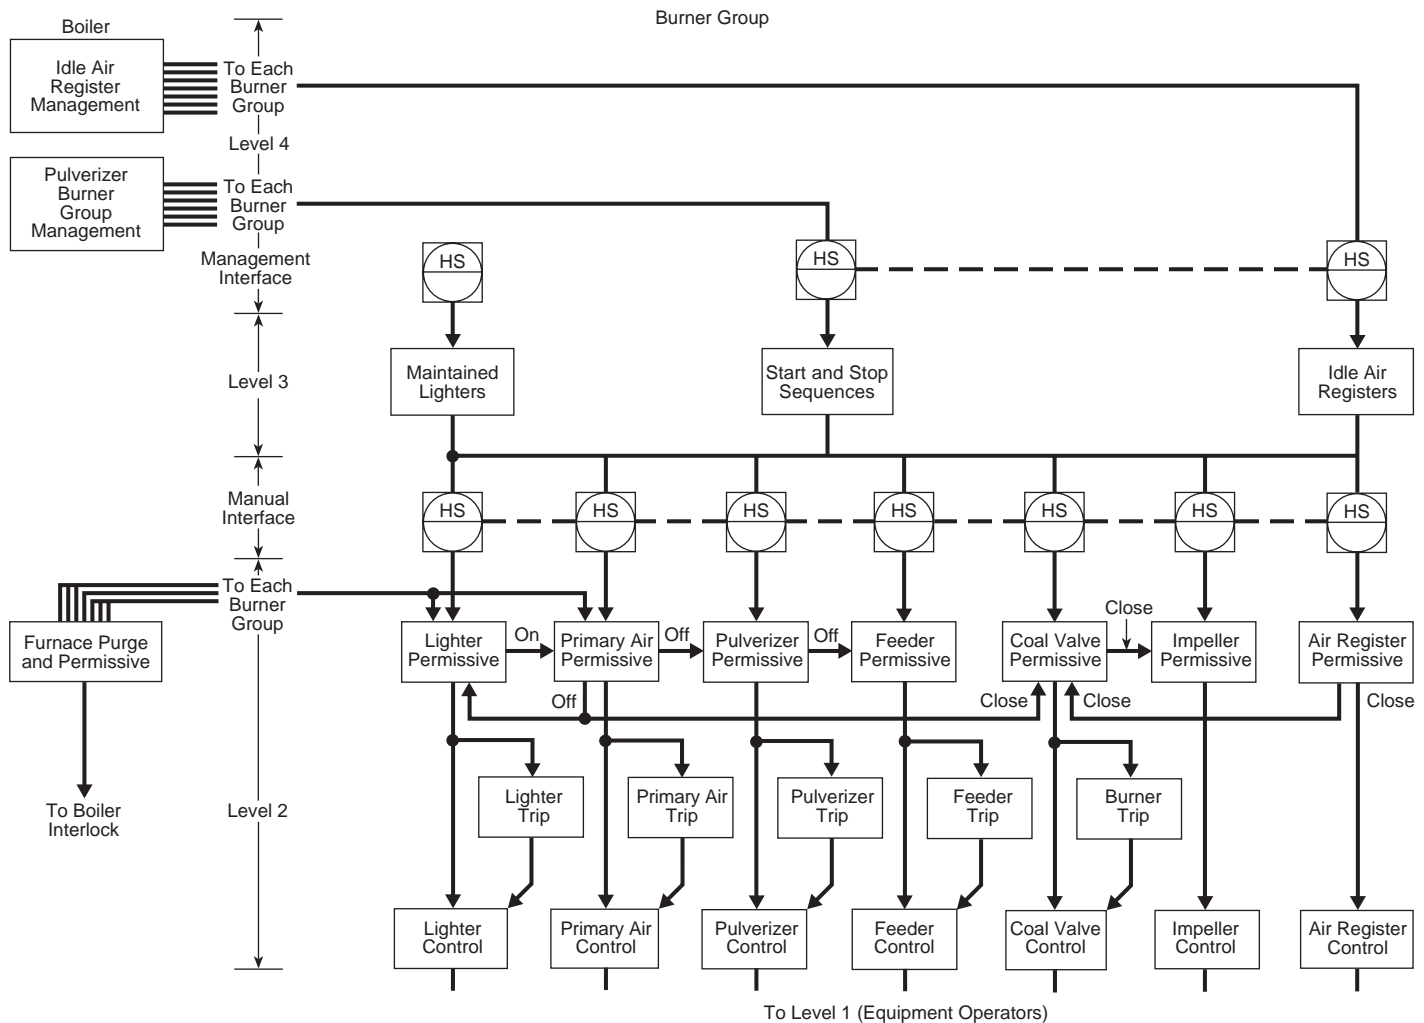 Burner Group
Boiler
Idle Air
Register
Management
To Each
Burner
Group
Level 4
Pulverizer
Burner
Group
Management
To Each
Burner
Group
Management
Interface
HS
HS
HS
Level 3
Maintained
Lighters
Start and Stop
Sequences
Idle Air
Registers
Manual
Interface
HS
HS
HS
HS
HS
HS
HS
To Each
Burner
Group
Furnace Purge
and Permissive
Lighter
Permissive
On
Primary Air
Permissive
Off
Pulverizer
Permissive
Off
Feeder
Permissive
Coal Valve
Permissive
Close
Impeller
Permissive
Air Register
Permissive
Off
Close
Close
Close
To Boiler
Interlock
Level 2
Lighter
Trip
Primary Air
Trip
Pulverizer
Trip
Feeder
Trip
Burner
Trip
Lighter
Control
Primary Air
Control
Pulverizer
Control
Feeder
Control
Coal Valve
Control
Impeller
Control
Air Register
Control
To Level 1 (Equipment Operators)